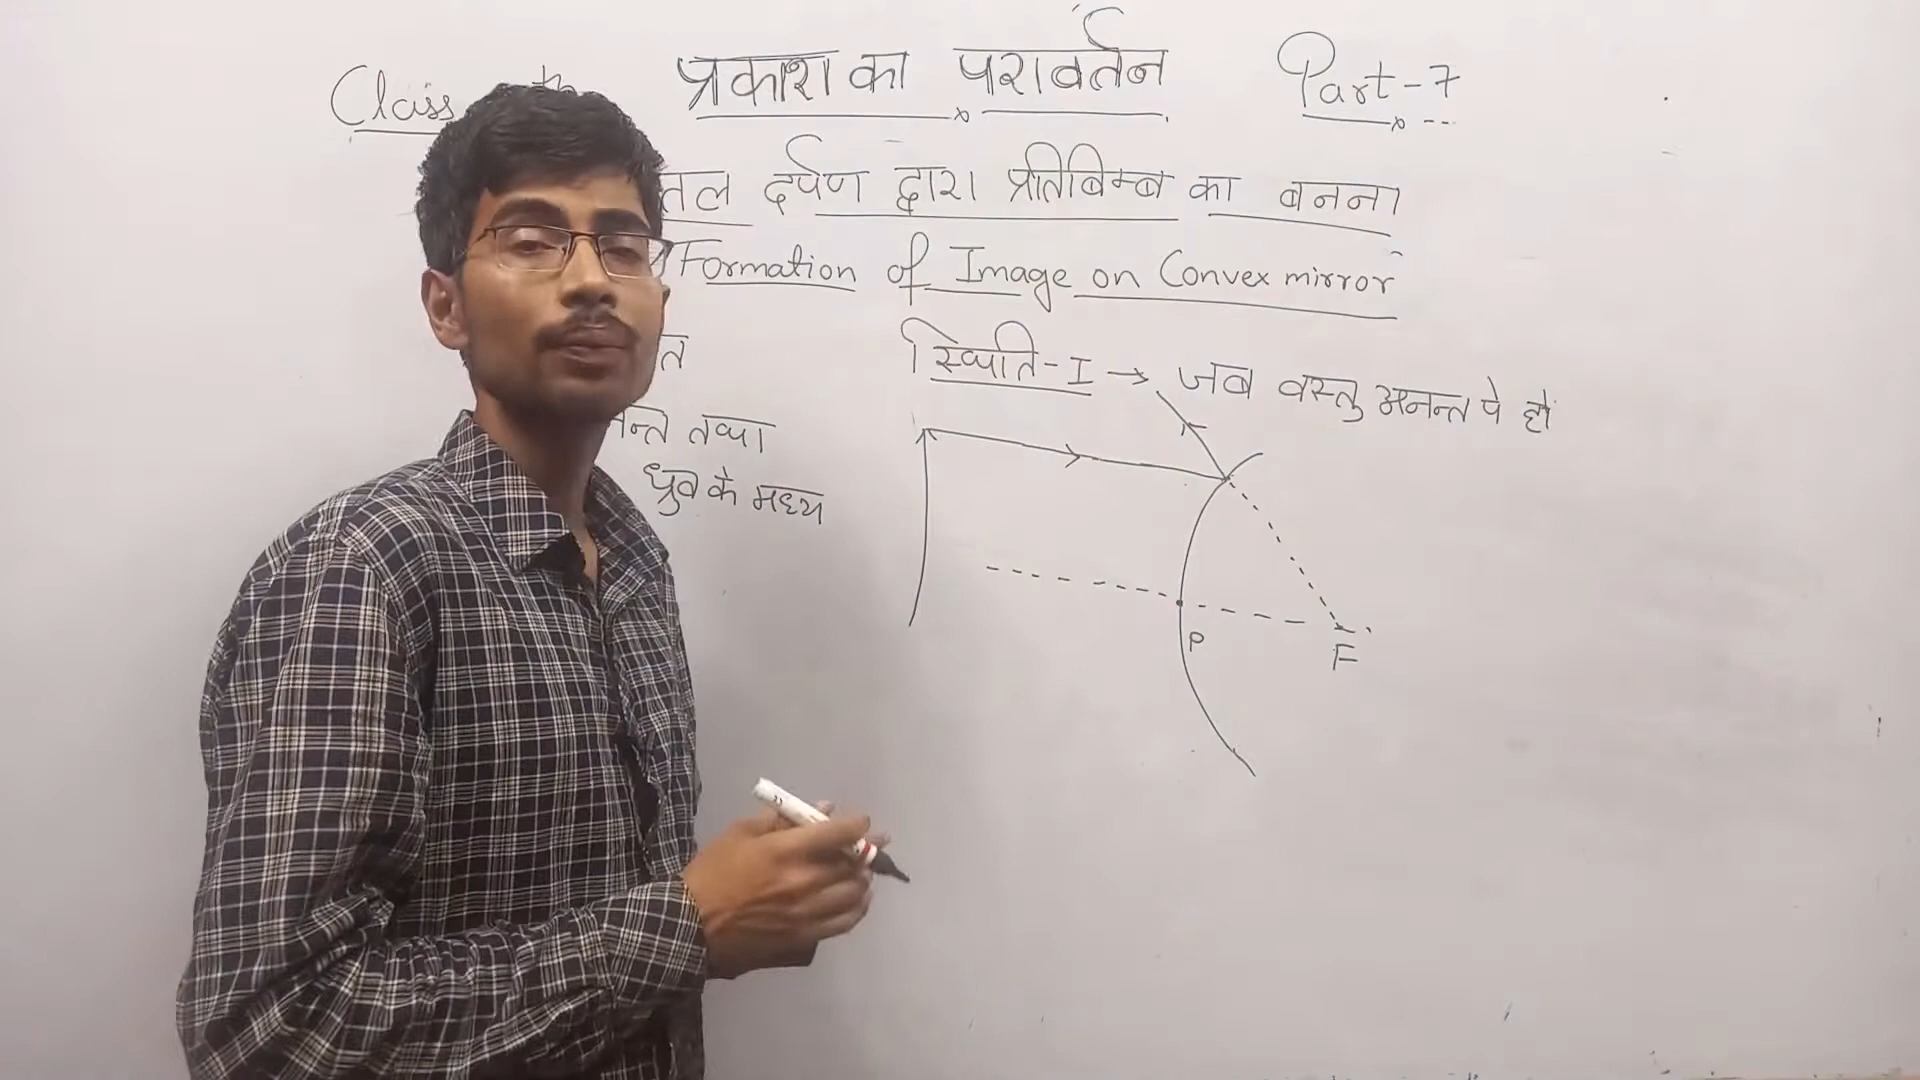 Class प्रकाश का परावर्तन Part-7
तल दर्पण द्वारा प्रतिबिम्ब का बनना
Formation of Image on Convex mirror
त
स्थिति-I → जब वस्तु अनन्त पे हो
न्त तथा
ध्रुव के मध्य
P
F